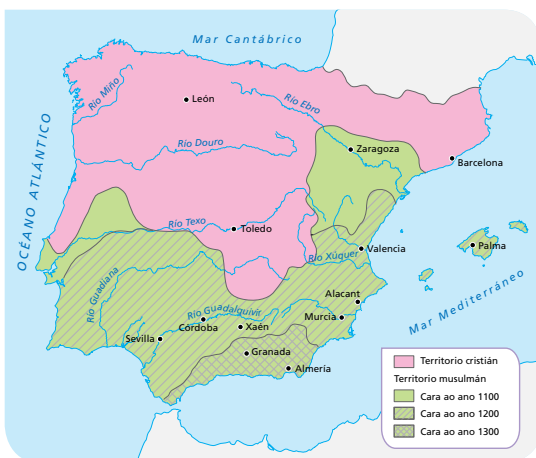 Mar Cantábrico
OCÉANO ATLÁNTICO
Río Miño
León
Río Ebro
Río Douro
Zaragoza
Barcelona
Río Texo
Toledo
Palma
Valencia
Río Xúquer
Río Guadiana
Alacant
Río Guadalquivir
Murcia
Mar Mediterráneo
Córdoba
Xaén
Sevilla
Granada
Almería
Territorio cristián
Territorio musulmán
Cara ao ano 1100
Cara ao ano 1200
Cara ao ano 1300